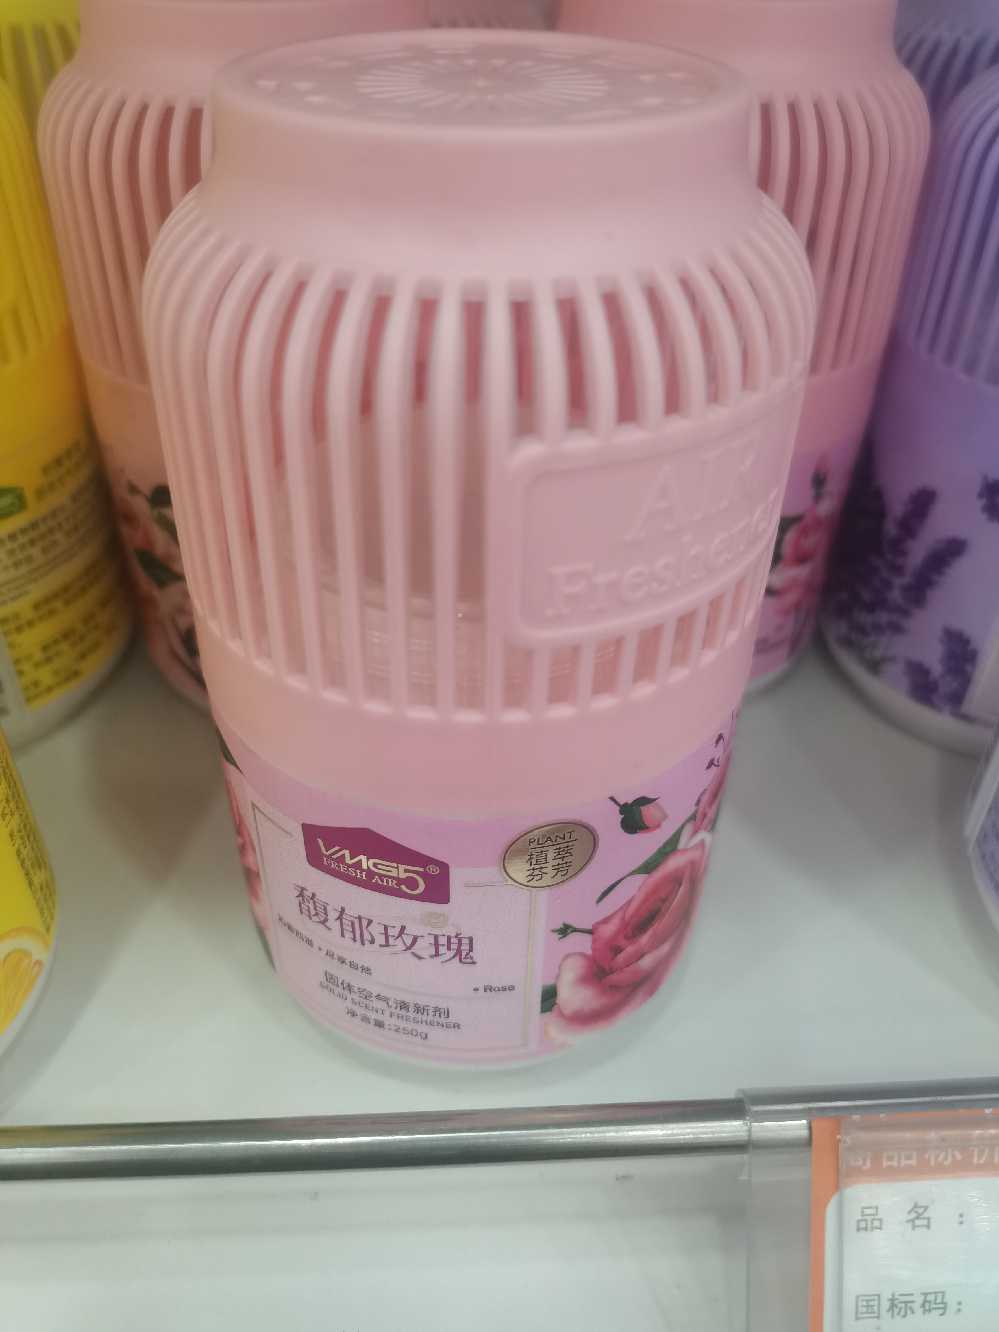 AIR
Freshener
VMG5®
FRESH AIR
PLANT
植萃
芬芳
馥郁玫瑰
Rose
固体空气清新剂
SOLID SCENT FRESHENER
净含量:250g
商品标价
品 名：
国标码：